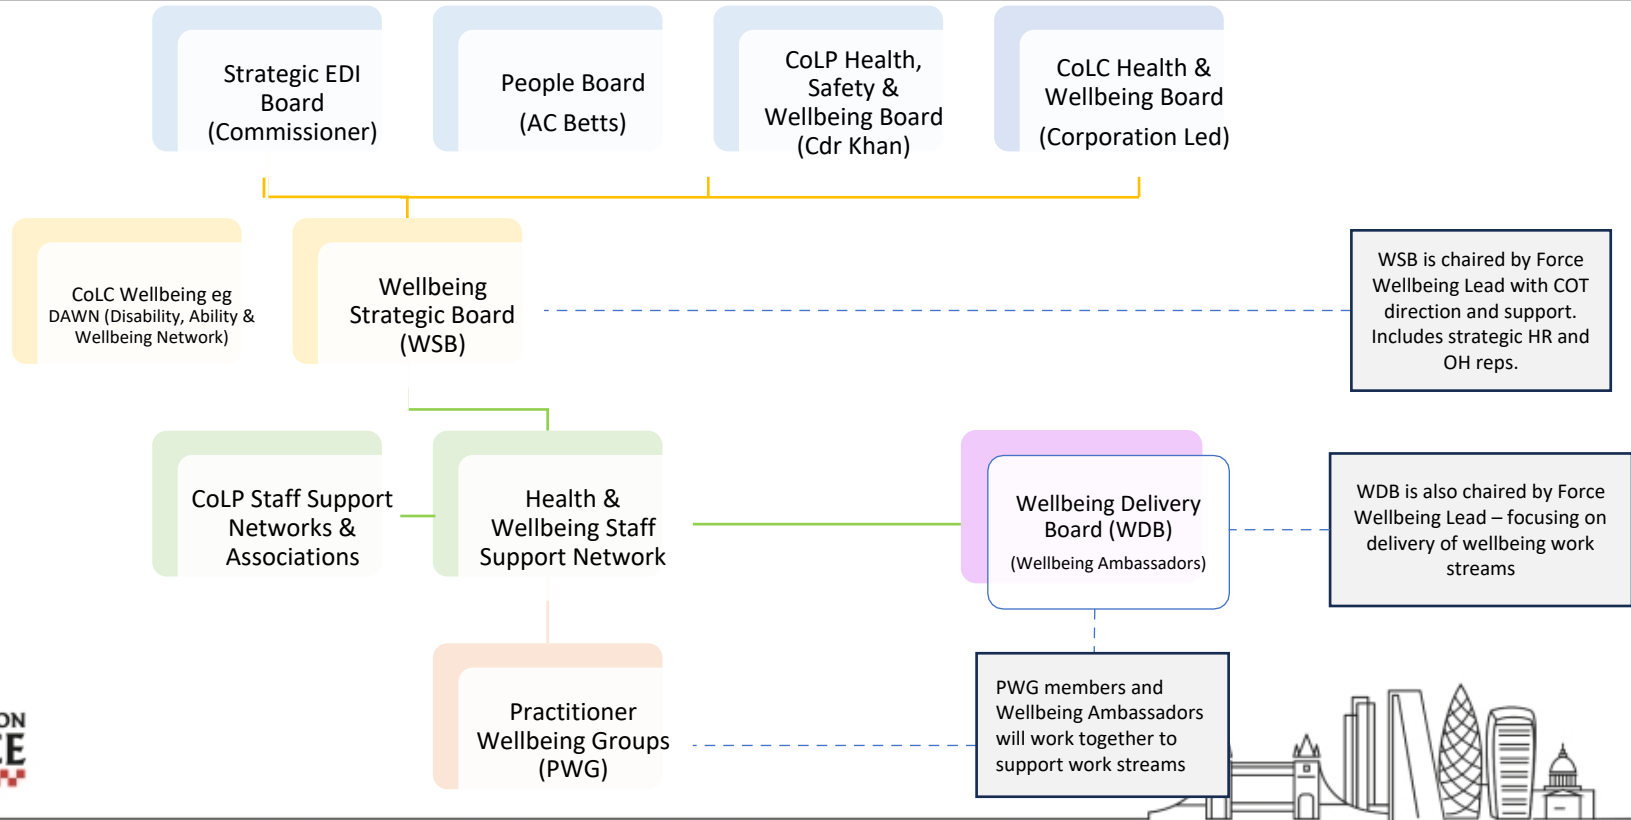 Strategic EDI
Board
(Commissioner)
People Board
(AC Betts)
CoLP Health,
Safety &
Wellbeing Board
(Cdr Khan)
CoLC Health &
Wellbeing Board
(Corporation Led)
CoLC Wellbeing eg
DAWN (Disability, Ability &
Wellbeing Network)
Wellbeing
Strategic Board
(WSB)
WSB is chaired by Force
Wellbeing Lead with COT
direction and support.
Includes strategic HR and
OH reps.
CoLP Staff Support
Networks &
Associations
Health &
Wellbeing Staff
Support Network
Wellbeing Delivery
Board (WDB)
(Wellbeing Ambassadors)
WDB is also chaired by Force
Wellbeing Lead – focusing on
delivery of wellbeing work
streams
Practitioner
Wellbeing Groups
(PWG)
PWG members and
Wellbeing Ambassadors
will work together to
support work streams
ON
CE